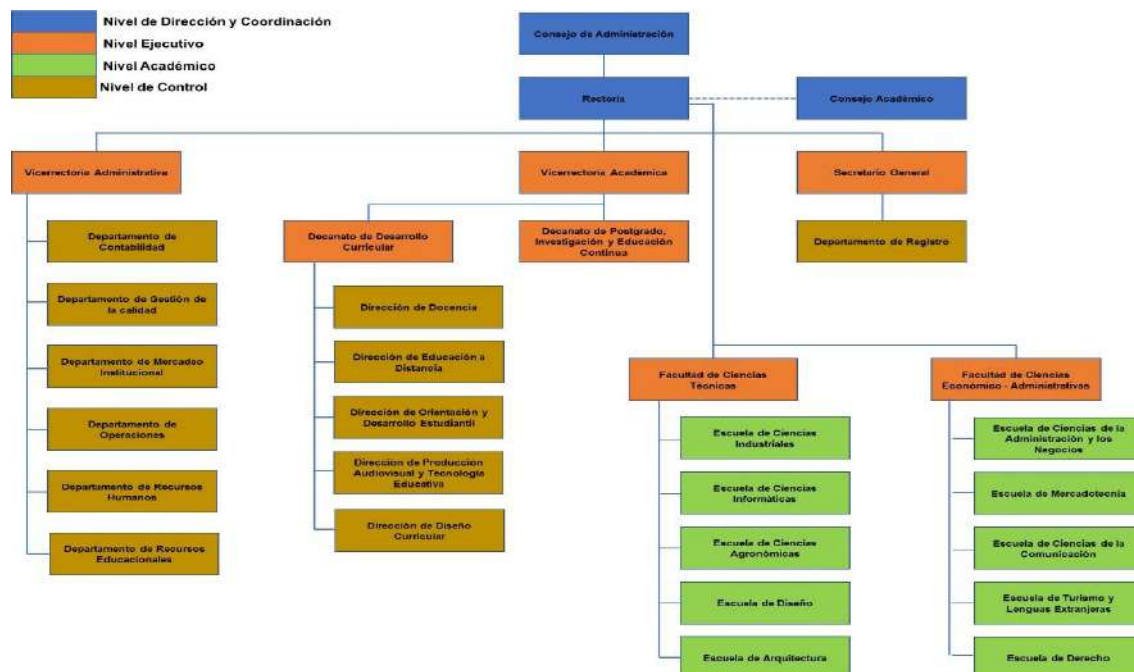 Nivel de Dirección y Coordinación
Nivel Ejecutivo
Nivel Académico
Nivel de Control
Consejo de Administración
Rectoría
Consejo Académico
Vicerrectoría Administrativa
Vicerrectoría Académica
Secretario General
Departamento de
Contabilidad
Departamento de Gestión de
la calidad
Departamento de Mercadeo
Institucional
Departamento de
Operaciones
Departamento de Recursos
Humanos
Departamento de Recursos
Educacionales
Decanato de Desarrollo
Curricular
Dirección de Docencia
Dirección de Educación a
Distancia
Dirección de Orientación y
Desarrollo Estudiantil
Dirección de Producción
Audiovisual y Tecnología
Educativa
Dirección de Diseño
Curricular
Decanato de Postgrado,
Investigación y Educación
Continua
Departamento de Registro
Facultad de Ciencias
Técnicas
Escuela de Ciencias
Industriales
Escuela de Ciencias
Informáticas
Escuela de Ciencias
Agronómicas
Escuela de Diseño
Escuela de Arquitectura
Facultad de Ciencias
Económico - Administrativas
Escuela de Ciencias de la
Administración y los
Negocios
Escuela de Mercadotecnia
Escuela de Ciencias de la
Comunicación
Escuela de Turismo y
Lenguas Extranjeras
Escuela de Derecho